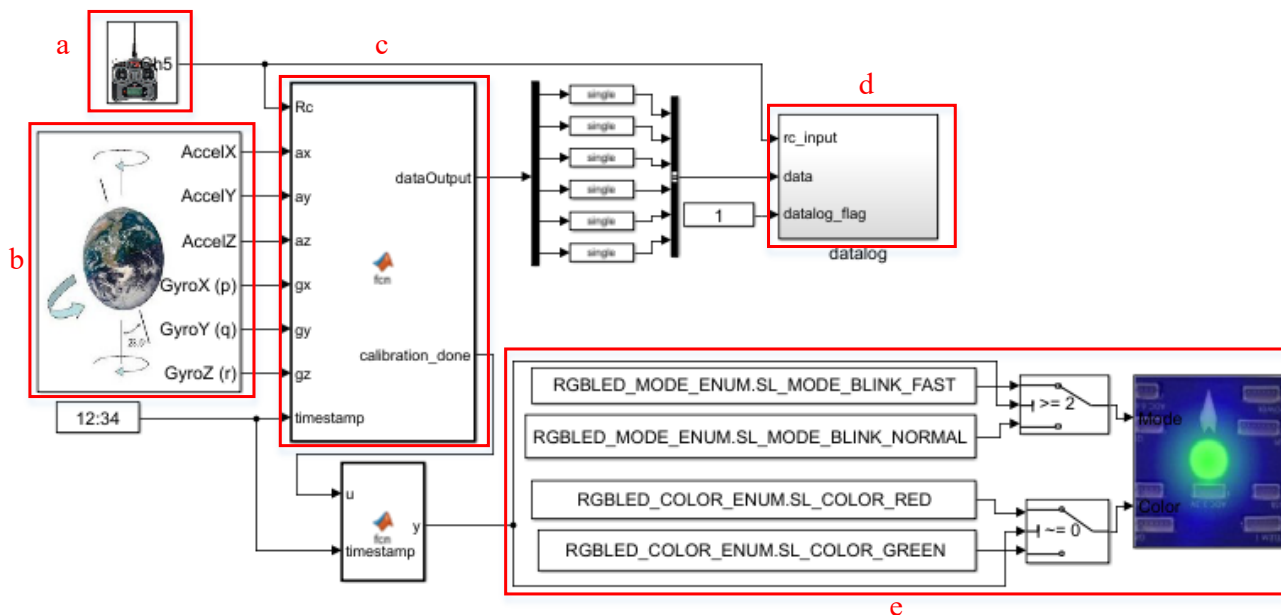 a
Ch5
c
d
b
AccelX
AccelY
AccelZ
GyroX (p)
GyroY (q)
GyroZ (r)
12:34
Rc
ax
ay
az
gx
gy
gz
timestamp
fcn
dataOutput
calibration_done
single
single
single
single
single
single
1
rc_input
data
datalog_flag
datalog
u
timestamp
fcn
y
RGBLED_MODE_ENUM.SL_MODE_BLINK_FAST
RGBLED_MODE_ENUM.SL_MODE_BLINK_NORMAL
>= 2
RGBLED_COLOR_ENUM.SL_COLOR_RED
RGBLED_COLOR_ENUM.SL_COLOR_GREEN
~= 0
Mode
Color
e